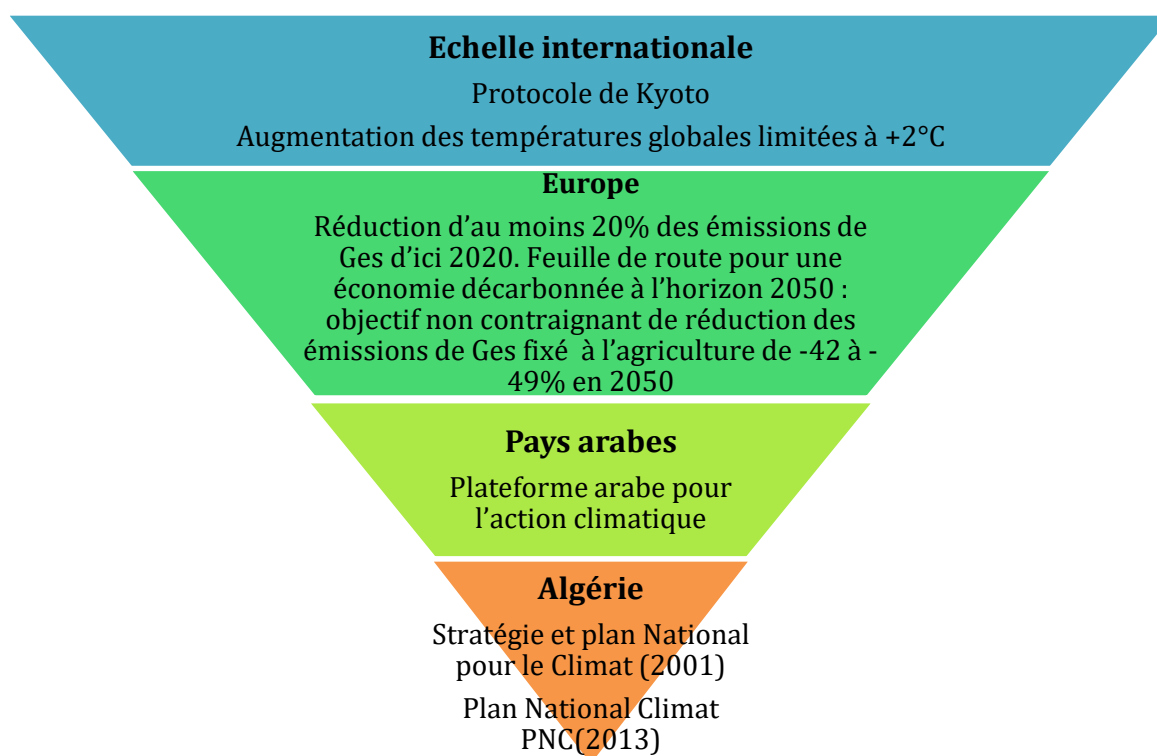 Echelle internationale
Protocole de Kyoto
Augmentation des températures globales limitées à +2°C
Europe
Réduction d’au moins 20% des émissions de
Ges d’ici 2020. Feuille de route pour une
économie décarbonnée à l’horizon 2050 :
objectif non contraignant de réduction des
émissions de Ges fixé à l’agriculture de -42 à -
49% en 2050
Pays arabes
Plateforme arabe pour
l’action climatique
Algérie
Stratégie et plan National
pour le Climat (2001)
Plan National Climat
PNC(2013)